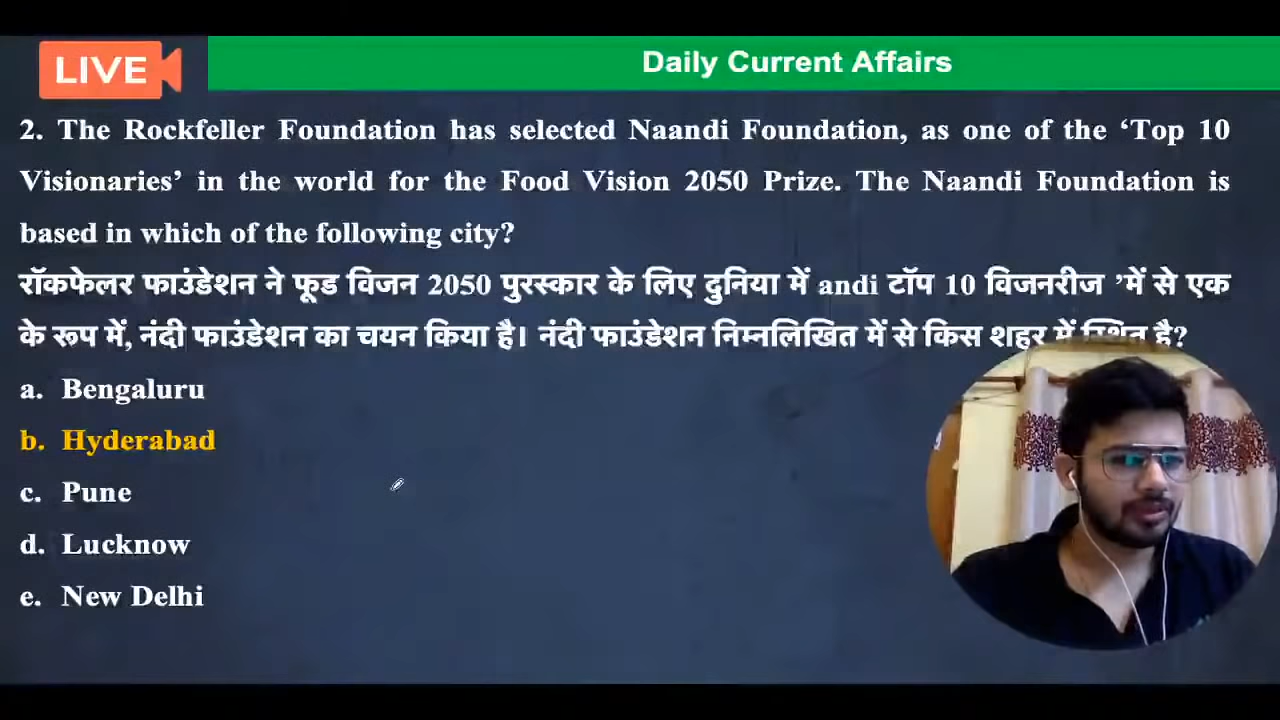 LIVE
Daily Current Affairs
2. The Rockfeller Foundation has selected Naandi Foundation, as one of the ‘Top 10
Visionaries’ in the world for the Food Vision 2050 Prize. The Naandi Foundation is
based in which of the following city?
रॉकफेलर फाउंडेशन ने फूड विजन 2050 पुरस्कार के लिए दुनिया में andi टॉप 10 विजनरीज ’में से एक
के रूप में, नंदी फाउंडेशन का चयन किया है। नंदी फाउंडेशन निम्नलिखित में से किस शहर में स्थित है?
a. Bengaluru
b. Hyderabad
c. Pune
d. Lucknow
e. New Delhi